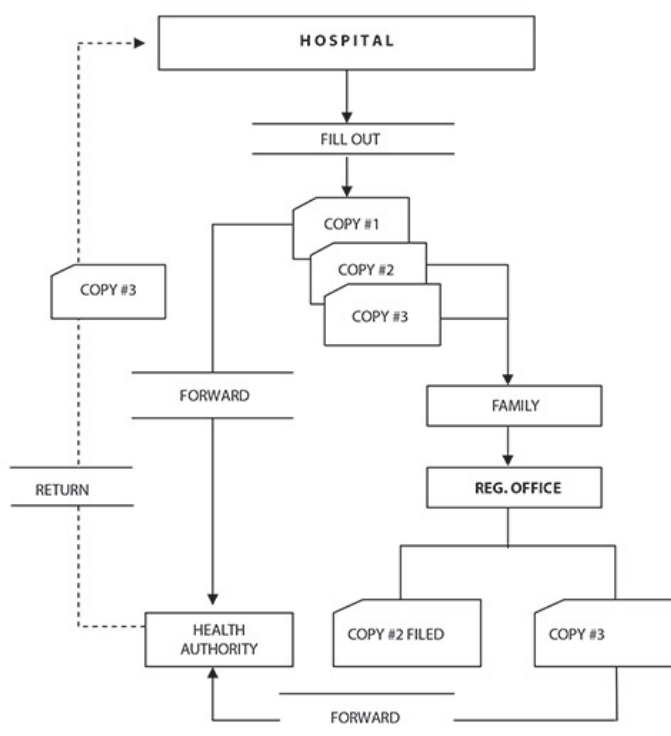 HOSPITAL
FILL OUT
COPY #1
COPY #2
COPY #3
COPY #3
FORWARD
FAMILY
RETURN
REG. OFFICE
HEALTH
AUTHORITY
COPY #2 FILED
COPY #3
FORWARD